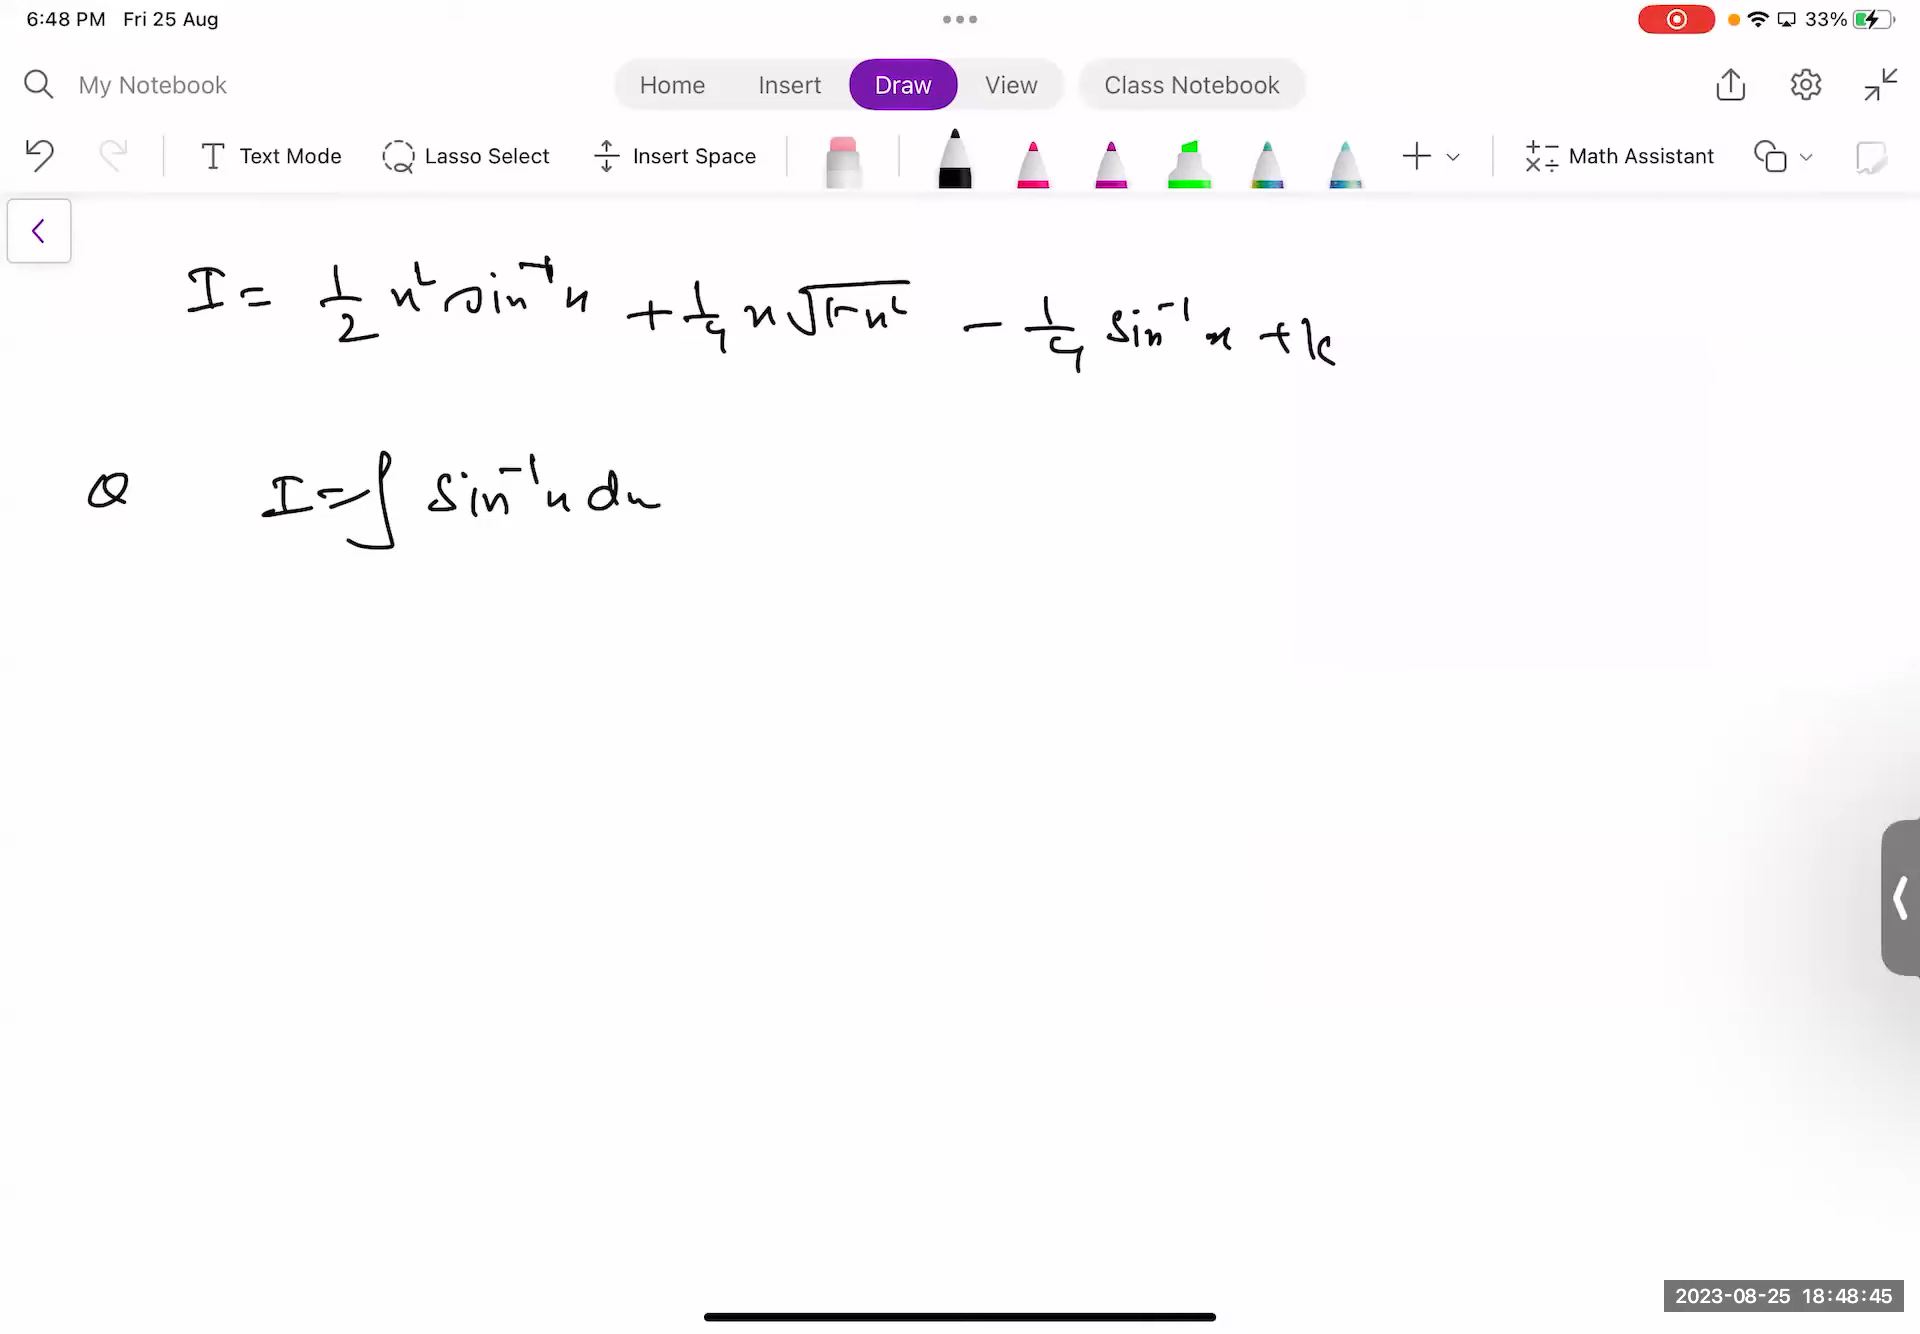 6:48 PM Fri 25 Aug 33%
My Notebook Home Insert Draw View Class Notebook
Text Mode Lasso Select Insert Space Math Assistant
I = 1/2 x² sin⁻¹x + 1/4 x √1-x² - 1/4 sin⁻¹ x + k
Q I = ∫ sin⁻¹x dx
2023-08-25 18:48:45